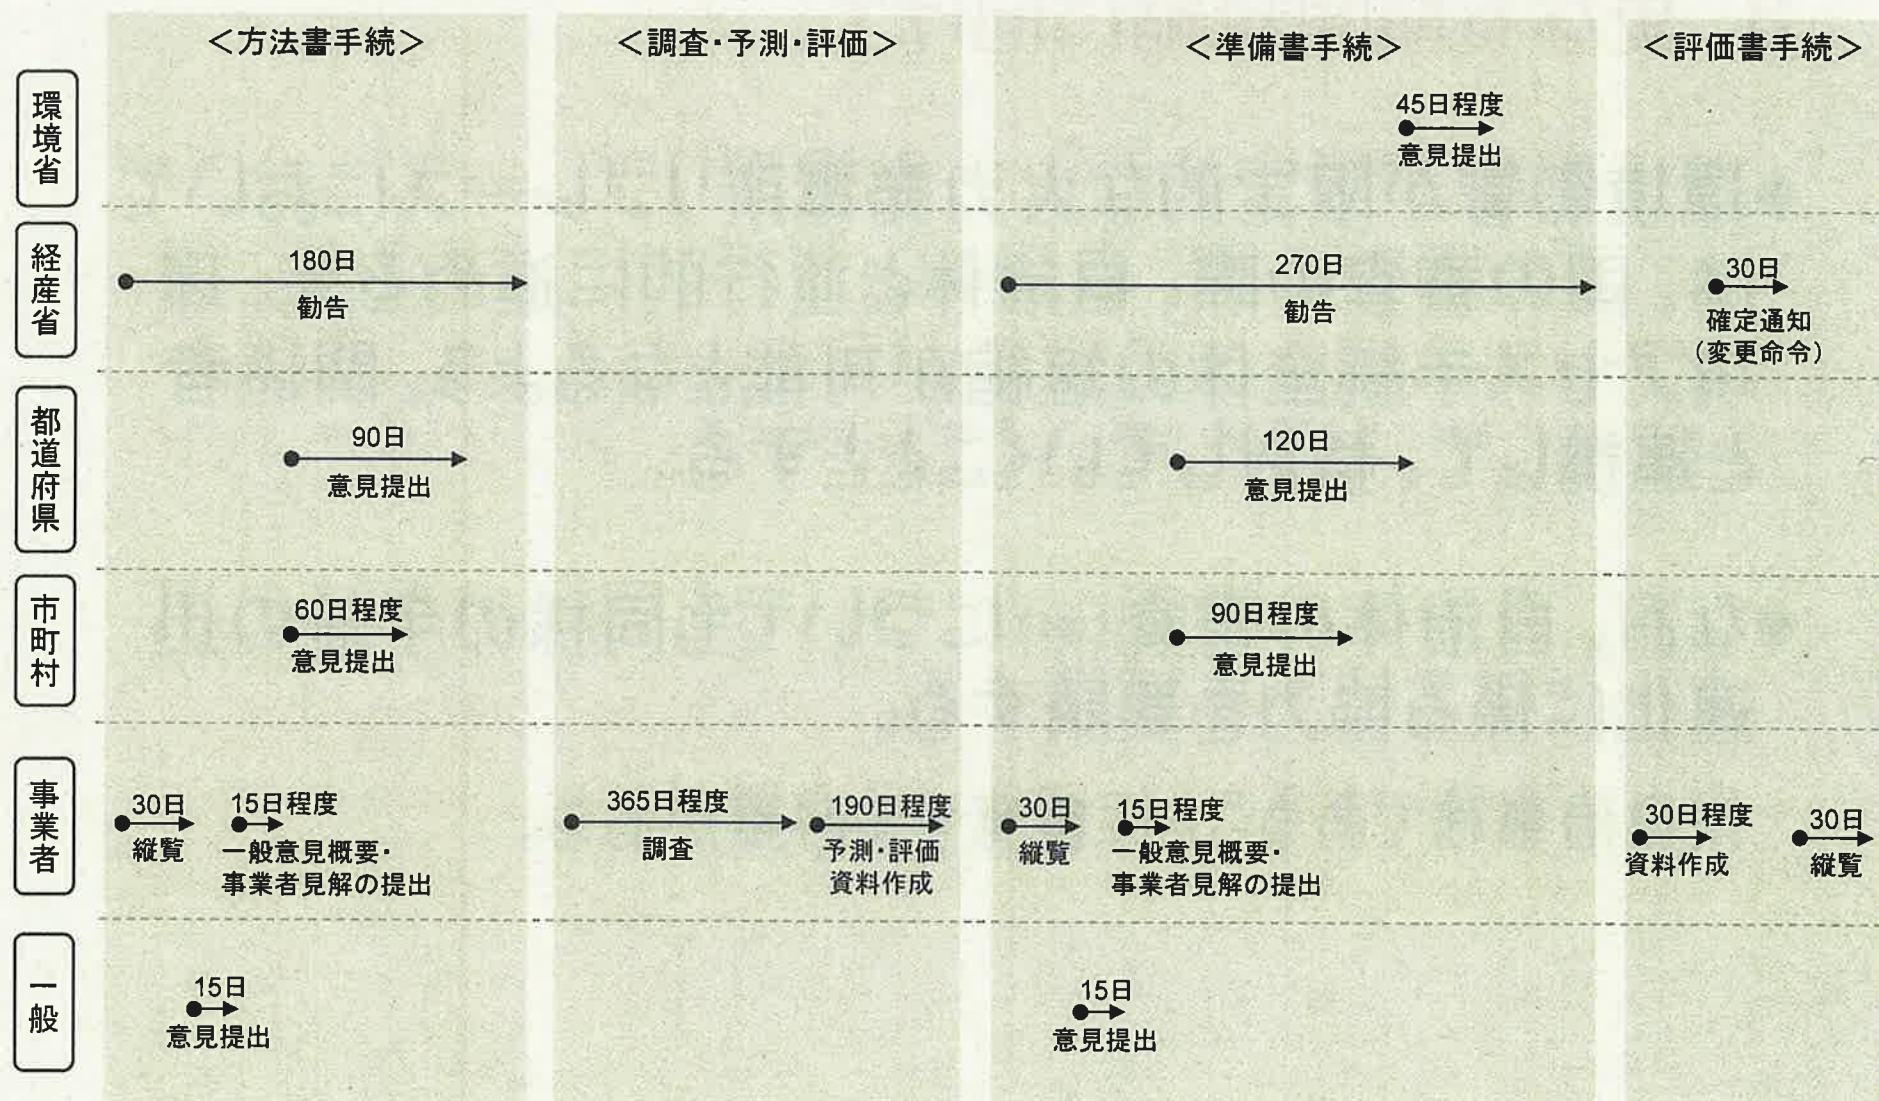 ＜方法書手続＞
＜調査・予測・評価＞
＜準備書手続＞
＜評価書手続＞
環境省
45日程度
意見提出
経産省
180日
勧告
270日
勧告
30日
確定通知
（変更命令）
都道府県
90日
意見提出
120日
意見提出
市町村
60日程度
意見提出
90日程度
意見提出
事業者
30日
縦覧
15日程度
一般意見概要・
事業者見解の提出
365日程度
調査
190日程度
予測・評価
資料作成
30日
縦覧
15日程度
一般意見概要・
事業者見解の提出
30日程度
資料作成
30日
縦覧
一般
15日
意見提出
15日
意見提出